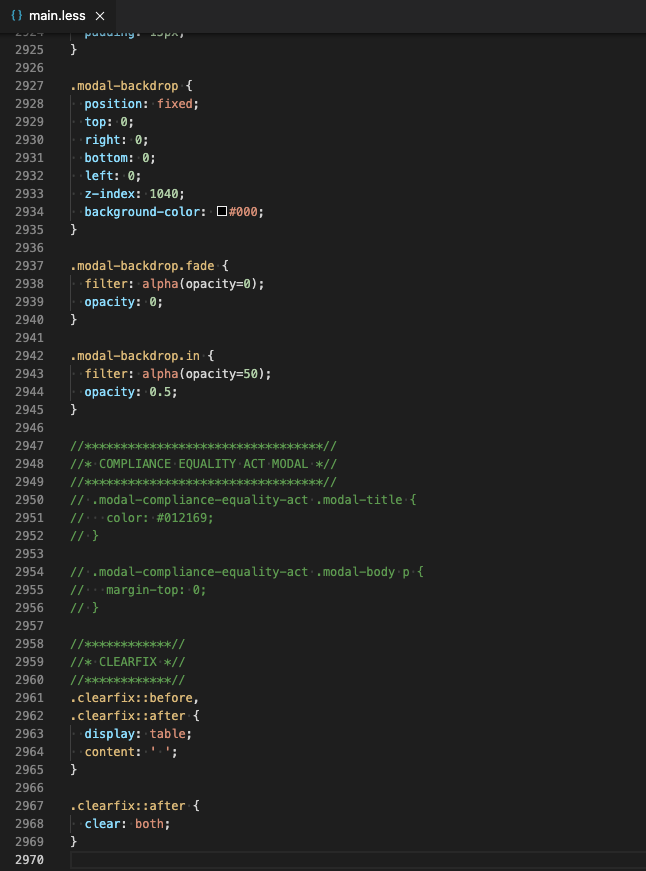 {} main.less ×
2924 padding: 15px;
2925 }
2926
2927 .modal-backdrop {
2928   position: fixed;
2929   top: 0;
2930   right: 0;
2931   bottom: 0;
2932   left: 0;
2933   z-index: 1040;
2934   background-color: #000;
2935 }
2936
2937 .modal-backdrop.fade {
2938   filter: alpha(opacity=0);
2939   opacity: 0;
2940 }
2941
2942 .modal-backdrop.in {
2943   filter: alpha(opacity=50);
2944   opacity: 0.5;
2945 }
2946
2947 //*********************************//
2948 //* COMPLIANCE EQUALITY ACT MODAL *//
2949 //*********************************//
2950 // .modal-compliance-equality-act .modal-title {
2951 //   color: #012169;
2952 // }
2953
2954 // .modal-compliance-equality-act .modal-body p {
2955 //   margin-top: 0;
2956 // }
2957
2958 //************//
2959 //* CLEARFIX *//
2960 //************//
2961 .clearfix::before,
2962 .clearfix::after {
2963   display: table;
2964   content: ' ';
2965 }
2966
2967 .clearfix::after {
2968   clear: both;
2969 }
2970